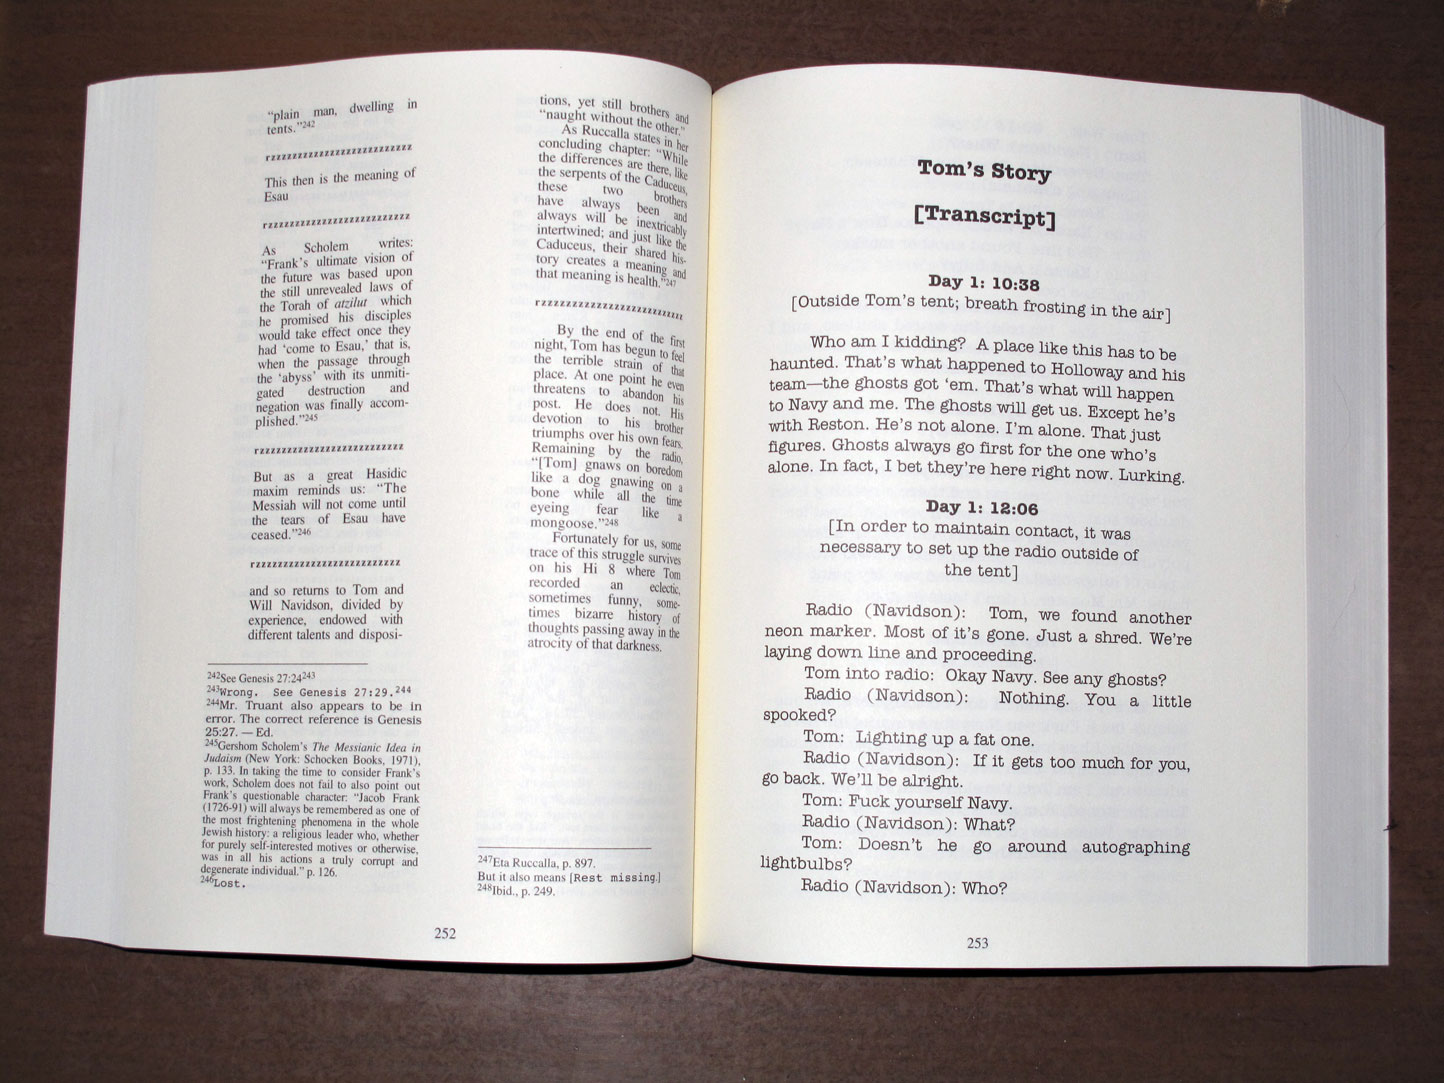 "plain man, dwelling in
tents."242
rzzzzzzzzzzzzzzzzzzzzzzzzzzz
This then is the meaning of
Esau
rzzzzzzzzzzzzzzzzzzzzzzzzzzz
As Scholem writes:
"Frank's ultimate vision of
the future was based upon
the still unrevealed laws of
the Torah of atzilut which
he promised his disciples
would take effect once they
had 'come to Esau,' that is,
when the passage through
the 'abyss' with its unmiti-
gated destruction and
negation was finally accom-
plished."245
rzzzzzzzzzzzzzzzzzzzzzzzzzzz
But as a great Hasidic
maxim reminds us: "The
Messiah will not come until
the tears of Esau have
ceased."246
rzzzzzzzzzzzzzzzzzzzzzzzzzzz
and so returns to Tom and
Will Navidson, divided by
experience, endowed with
different talents and disposi-
242See Genesis 27:24243
243Wrong. See Genesis 27:29.244
244Mr. Truant also appears to be in
error. The correct reference is Genesis
25:27. — Ed.
245Gershom Scholem's The Messianic Idea in
Judaism (New York: Schocken Books, 1971),
p. 133. In taking the time to consider Frank's
work, Scholem does not fail to also point out
Frank's questionable character: "Jacob Frank
(1726-91) will always be remembered as one of
the most frightening phenomena in the whole
Jewish history: a religious leader who, whether
for purely self-interested motives or otherwise,
was in all his actions a truly corrupt and
degenerate individual." p. 126.
246Lost.
tions, yet still brothers and
"naught without the other."
As Ruccalla states in her
concluding chapter: "While
the differences are there, like
the serpents of the Caduceus,
these two brothers
have always been and
always will be inextricably
intertwined; and just like the
Caduceus, their shared his-
tory creates a meaning and
that meaning is health."247
rzzzzzzzzzzzzzzzzzzzzzzzzzzz
By the end of the first
night, Tom has begun to feel
the terrible strain of that
place. At one point he even
threatens to abandon his
post. He does not. His
devotion to his brother
triumphs over his own fears.
Remaining by the radio,
"[Tom] gnaws on boredom
like a dog gnawing on a
bone while all the time
eyeing fear like a
mongoose."248
Fortunately for us, some
trace of this struggle survives
on his Hi 8 where Tom
recorded an eclectic,
sometimes funny, some-
times bizarre history of
thoughts passing away in the
atrocity of that darkness.
247Eta Ruccalla, p. 897.
But it also means [Rest missing.]
248Ibid., p. 249.
252
Tom's Story
[Transcript]
Day 1: 10:38
[Outside Tom's tent; breath frosting in the air]
Who am I kidding? A place like this has to be
haunted. That's what happened to Holloway and his
team—the ghosts got 'em. That's what will happen
to Navy and me. The ghosts will get us. Except he's
with Reston. He's not alone. I'm alone. That just
figures. Ghosts always go first for the one who's
alone. In fact, I bet they're here right now. Lurking.
Day 1: 12:06
[In order to maintain contact, it was
necessary to set up the radio outside of
the tent]
Radio (Navidson): Tom, we found another
neon marker. Most of it's gone. Just a shred. We're
laying down line and proceeding.
Tom into radio: Okay Navy. See any ghosts?
Radio (Navidson): Nothing. You a little
spooked?
Tom: Lighting up a fat one.
Radio (Navidson): If it gets too much for you,
go back. We'll be alright.
Tom: Fuck yourself Navy.
Radio (Navidson): What?
Tom: Doesn't he go around autographing
lightbulbs?
Radio (Navidson): Who?
253